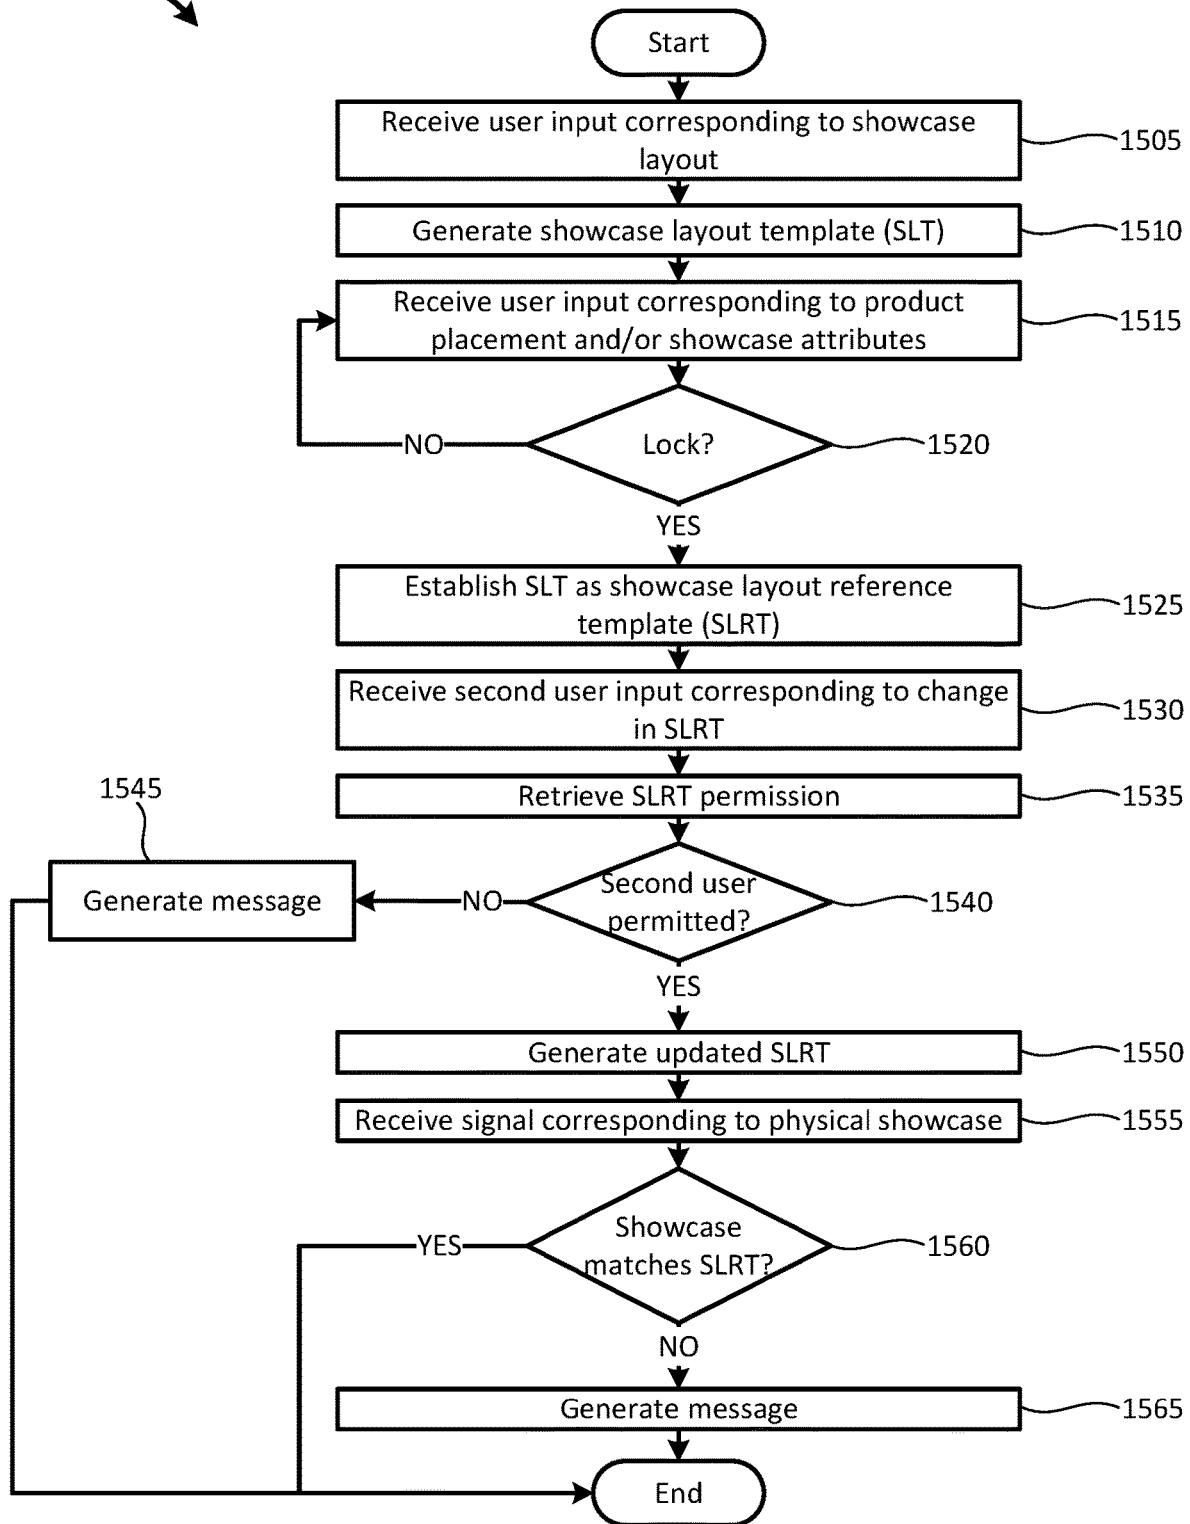 Start
Receive user input corresponding to showcase
layout
1505
Generate showcase layout template (SLT)
1510
Receive user input corresponding to product
placement and/or showcase attributes
1515
Lock?
1520
NO
YES
Establish SLT as showcase layout reference
template (SLRT)
1525
Receive second user input corresponding to change
in SLRT
1530
Retrieve SLRT permission
1535
1545
Generate message
NO
Second user
permitted?
1540
YES
Generate updated SLRT
1550
Receive signal corresponding to physical showcase
1555
Showcase
matches SLRT?
1560
YES
NO
Generate message
1565
End